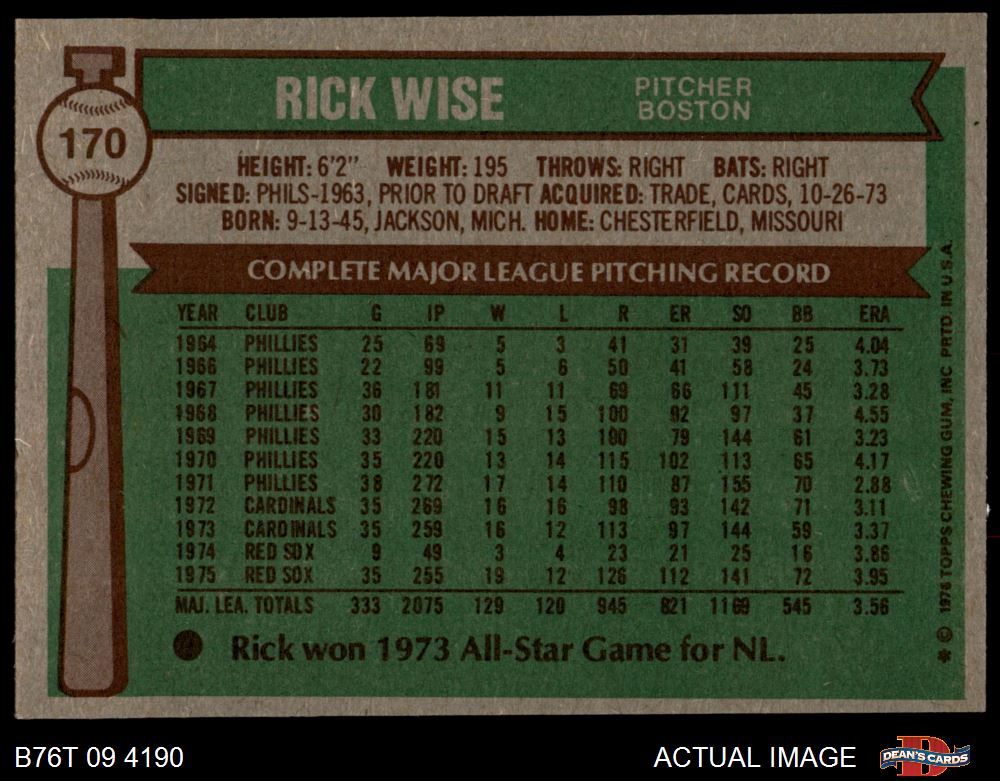 RICK WISE
PITCHER
BOSTON
170
HEIGHT: 6'2" WEIGHT: 195 THROWS: RIGHT BATS: RIGHT
SIGNED: PHILS-1963, PRIOR TO DRAFT ACQUIRED: TRADE, CARDS, 10-26-73
BORN: 9-13-45, JACKSON, MICH. HOME: CHESTERFIELD, MISSOURI
COMPLETE MAJOR LEAGUE PITCHING RECORD
YEAR CLUB G IP W L R ER SO BB ERA
1964 PHILLIES 25 69 5 3 41 31 39 25 4.04
1966 PHILLIES 22 99 5 6 50 41 58 24 3.73
1967 PHILLIES 36 181 11 11 69 66 111 45 3.28
1968 PHILLIES 30 182 9 15 100 92 97 37 4.55
1969 PHILLIES 33 220 15 13 100 79 144 61 3.23
1970 PHILLIES 35 220 13 14 115 102 113 65 4.17
1971 PHILLIES 38 272 17 14 110 87 155 70 2.88
1972 CARDINALS 35 269 16 16 98 93 142 71 3.11
1973 CARDINALS 35 259 16 12 113 97 144 59 3.37
1974 RED SOX 9 49 3 4 23 21 25 16 3.86
1975 RED SOX 35 255 19 12 126 112 141 72 3.95
MAJ. LEA. TOTALS 333 2075 129 120 945 821 1169 545 3.56
Rick won 1973 All-Star Game for NL.
* © 1976 TOPPS CHEWING GUM, INC PRTD. IN U.S.A.
B76T 09 4190
ACTUAL IMAGE
D
DEAN'S CARDS